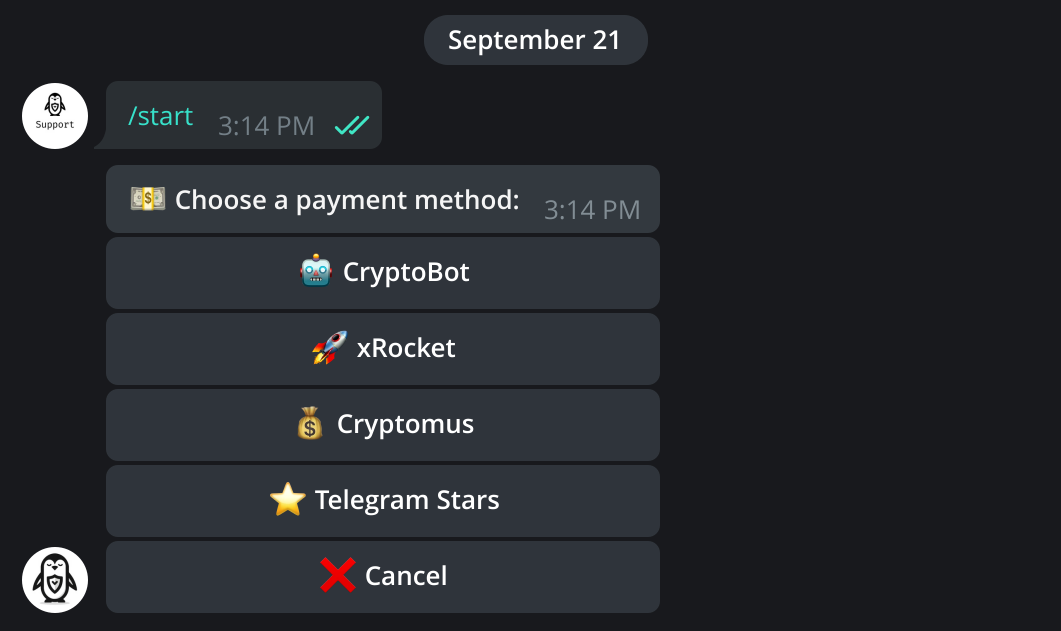 September 21
Support
/start 3:14 PM
Choose a payment method: 3:14 PM
CryptoBot
xRocket
Cryptomus
Telegram Stars
Cancel